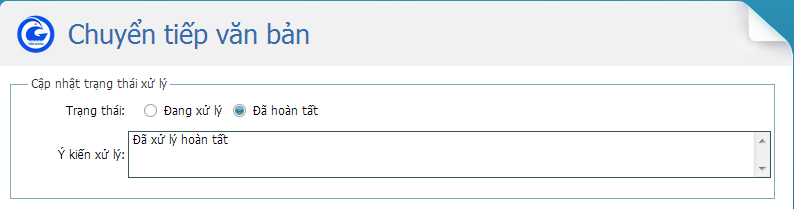 Chuyển tiếp văn bản
Cập nhật trạng thái xử lý
Trạng thái: Đang xử lý Đã hoàn tất
Ý kiến xử lý: Đã xử lý hoàn tất